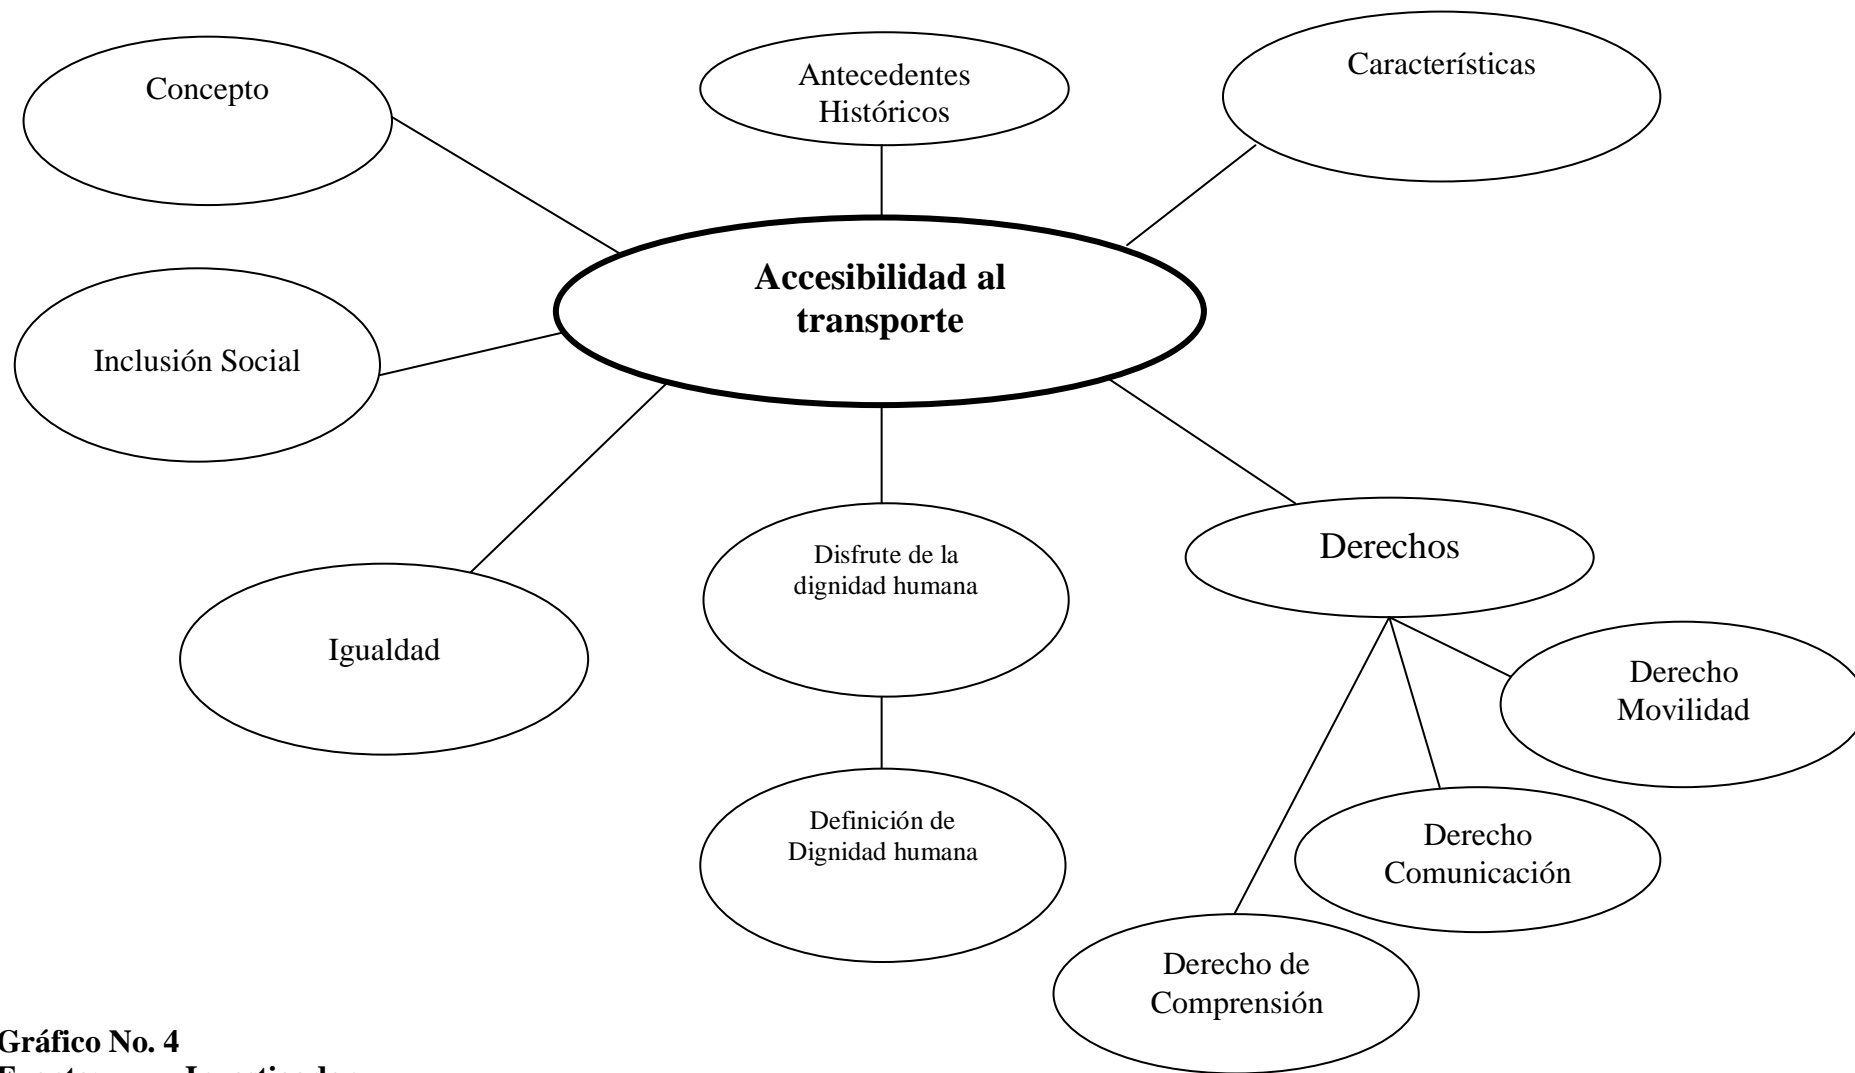 Concepto
Antecedentes
Históricos
Características
Accesibilidad al
transporte
Inclusión Social
Igualdad
Disfrute de la
dignidad humana
Derechos
Derecho
Movilidad
Definición de
Dignidad humana
Derecho
Comunicación
Derecho de
Comprensión
Gráfico No. 4